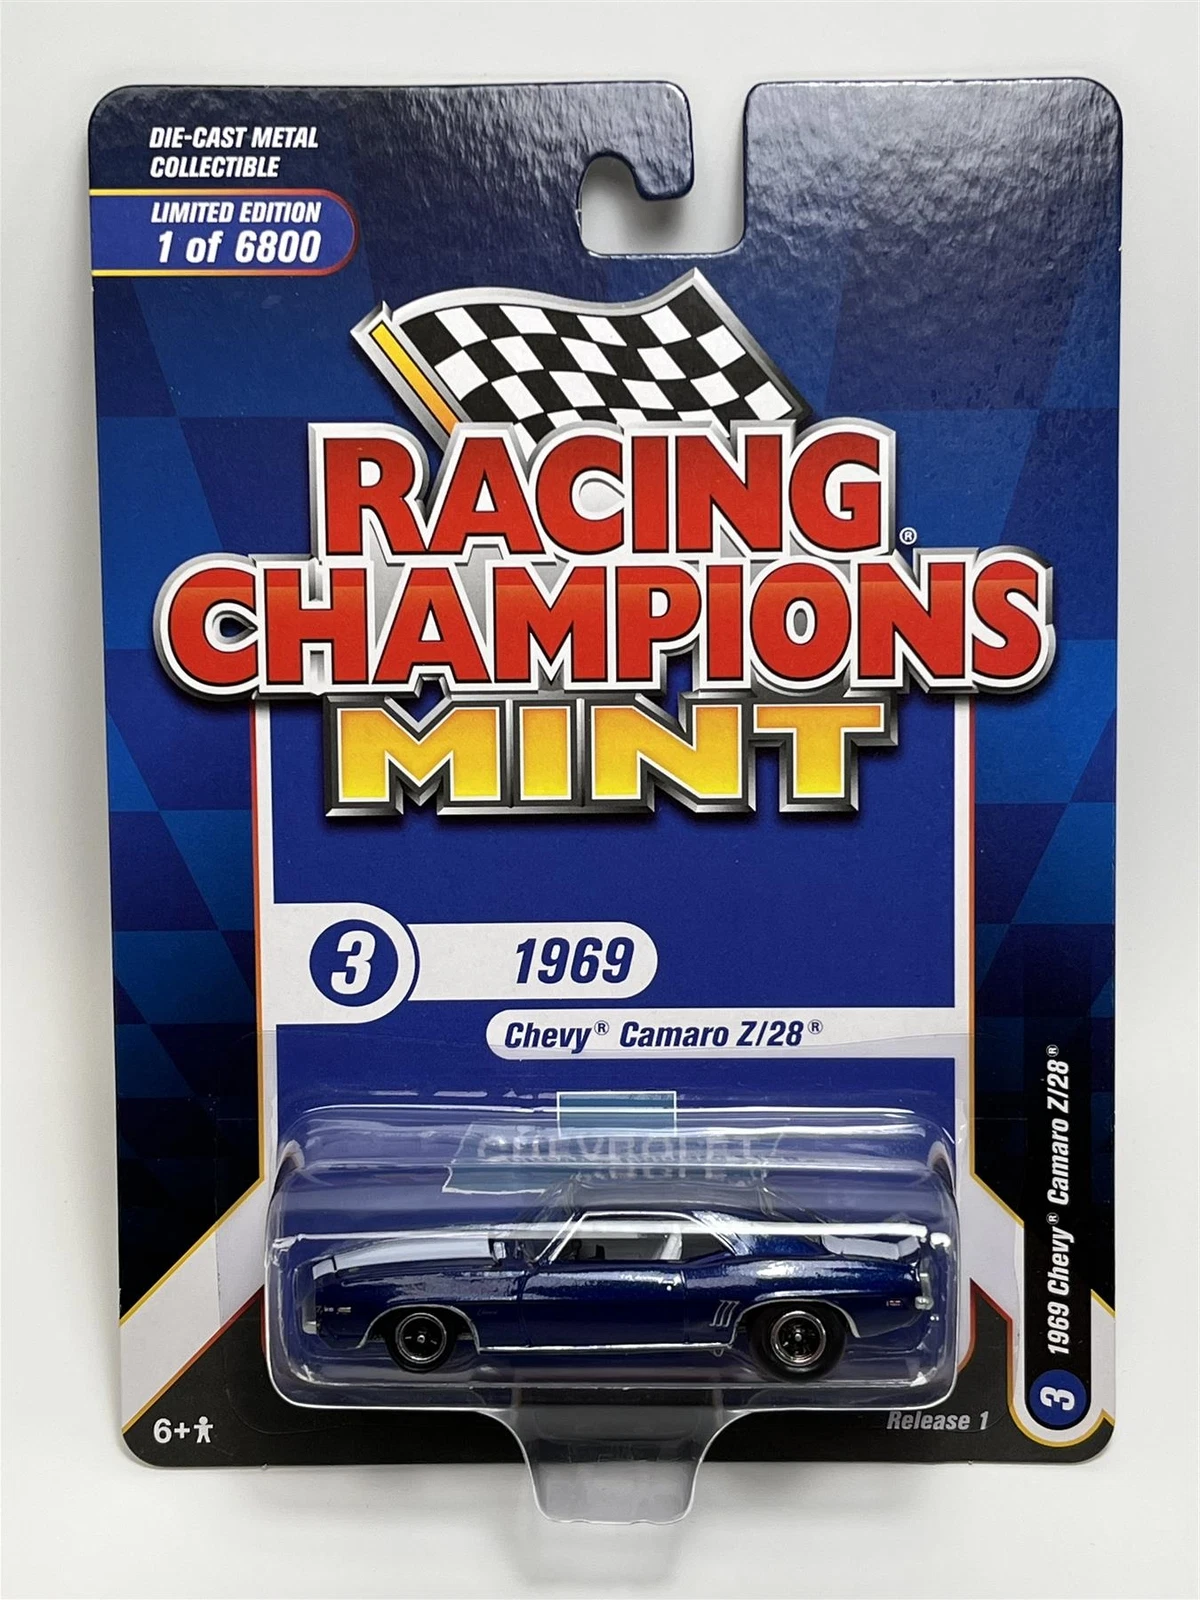 DIE-CAST METAL
COLLECTIBLE
LIMITED EDITION
1 of 6800
RACING®
CHAMPIONS
MINT
3
1969
Chevy® Camaro Z/28®
CHEVROLET
3 1969 Chevy® Camaro Z/28®
6+
Release 1